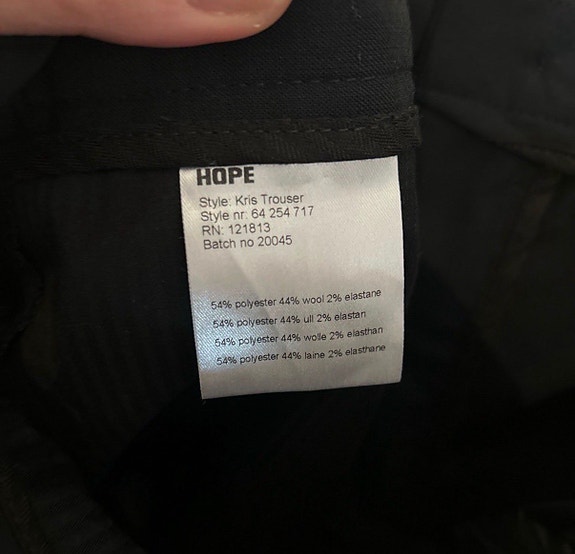 HOPE
Style: Kris Trouser
Style nr: 64 254 717
RN: 121813
Batch no 20045
54% polyester 44% wool 2% elastane
54% polyester 44% ull 2% elastan
54% polyester 44% wolle 2% elasthan
54% polyester 44% laine 2% elasthane